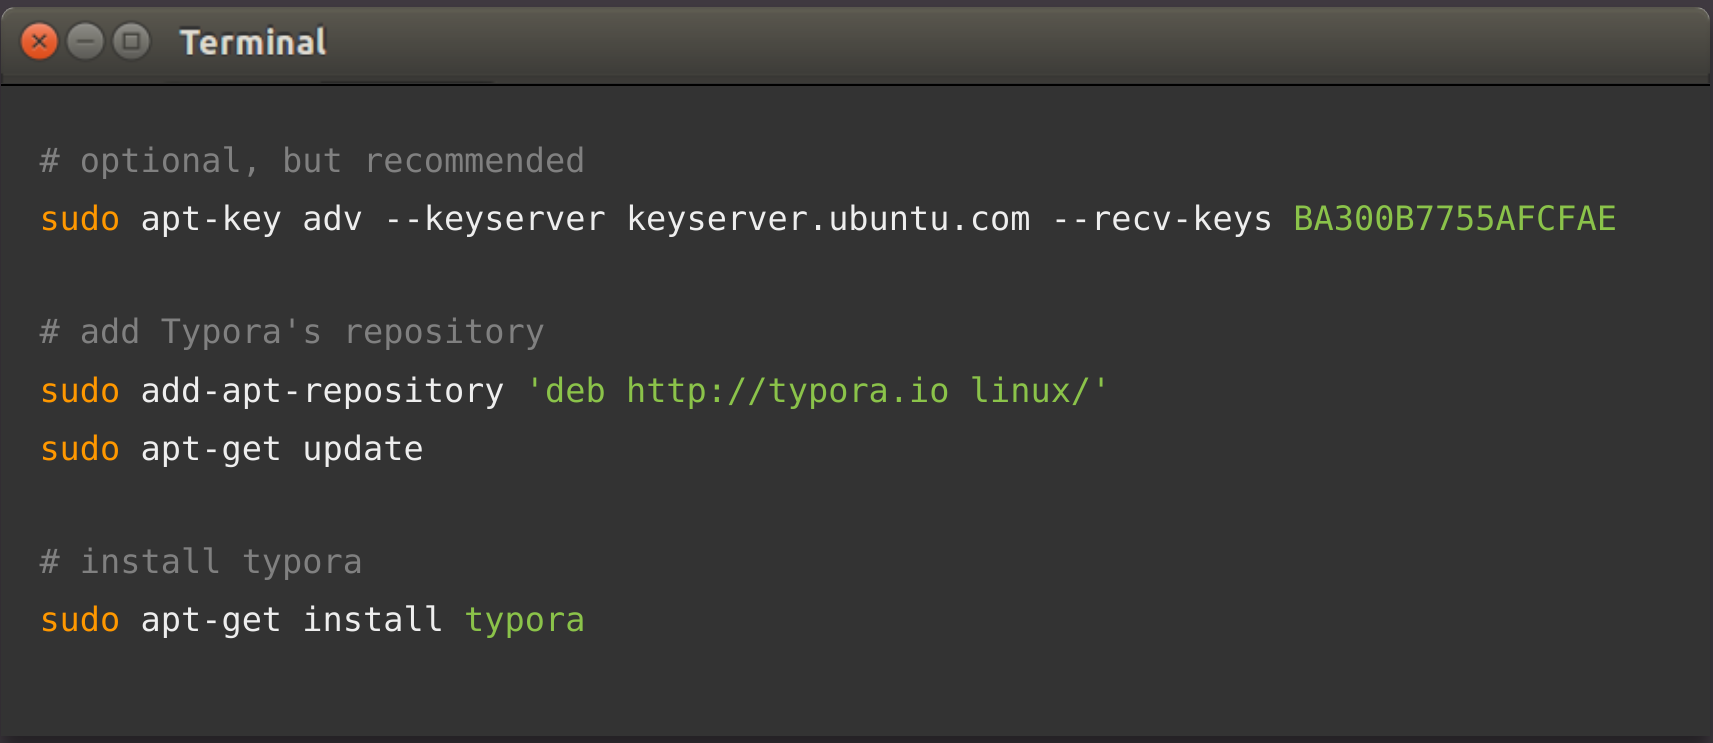 Terminal
# optional, but recommended
sudo apt-key adv --keyserver keyserver.ubuntu.com --recv-keys BA300B7755AFCFAE
# add Typora's repository
sudo add-apt-repository 'deb http://typora.io linux/'
sudo apt-get update
# install typora
sudo apt-get install typora